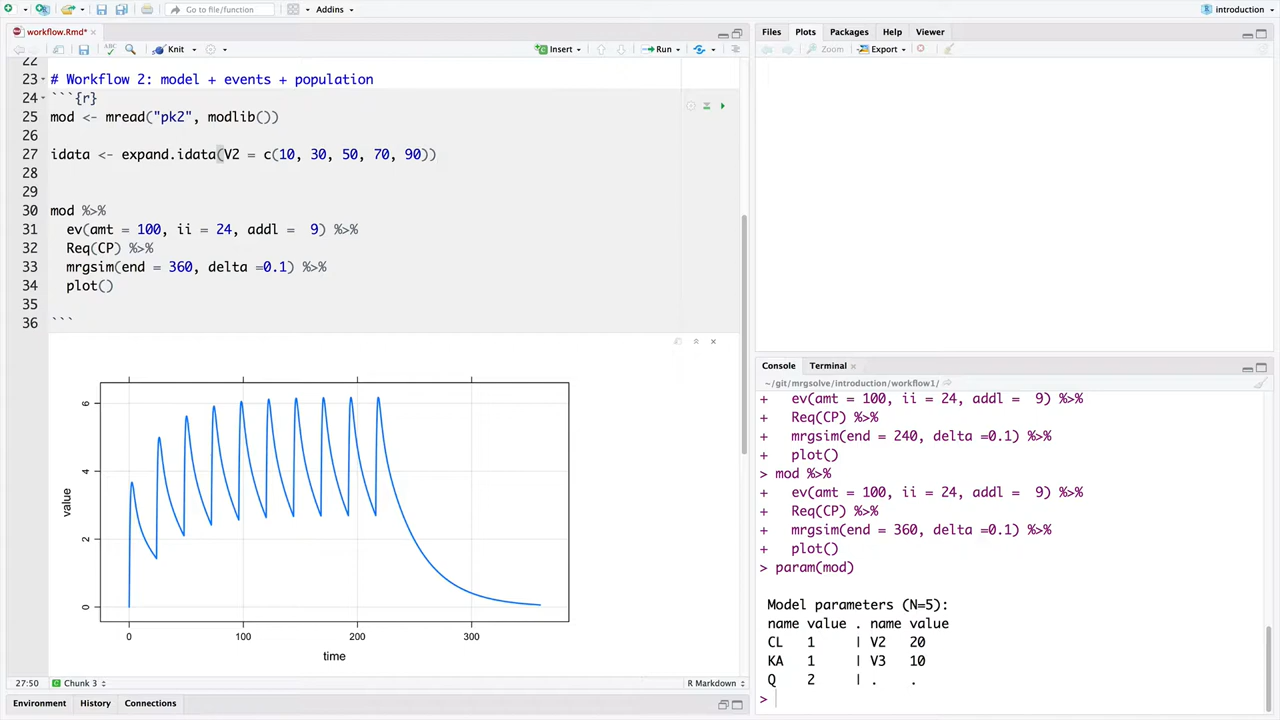 Go to file/function
Addins
introduction
workflow.Rmd*
Knit
Insert
Run
22
23 # Workflow 2: model + events + population
24 ```{r}
25 mod <- mread("pk2", modlib())
26
27 idata <- expand.idata(V2 = c(10, 30, 50, 70, 90))
28
29
30 mod %>%
31 ev(amt = 100, ii = 24, addl =  9) %>%
32 Req(CP) %>%
33 mrgsim(end = 360, delta =0.1) %>%
34 plot()
35
36 ```
value
0
2
4
6
0 100 200 300
time
27:50 Chunk 3 R Markdown
Environment History Connections
Files Plots Packages Help Viewer
Zoom Export
Console Terminal
~/git/mrgsolve/introduction/workflow1/
+ ev(amt = 100, ii = 24, addl =  9) %>%
+ Req(CP) %>%
+ mrgsim(end = 240, delta =0.1) %>%
+ plot()
> mod %>%
+ ev(amt = 100, ii = 24, addl =  9) %>%
+ Req(CP) %>%
+ mrgsim(end = 360, delta =0.1) %>%
+ plot()
> param(mod)
Model parameters (N=5):
name value . name value
CL 1 | V2 20
KA 1 | V3 10
Q 2 | . .
>